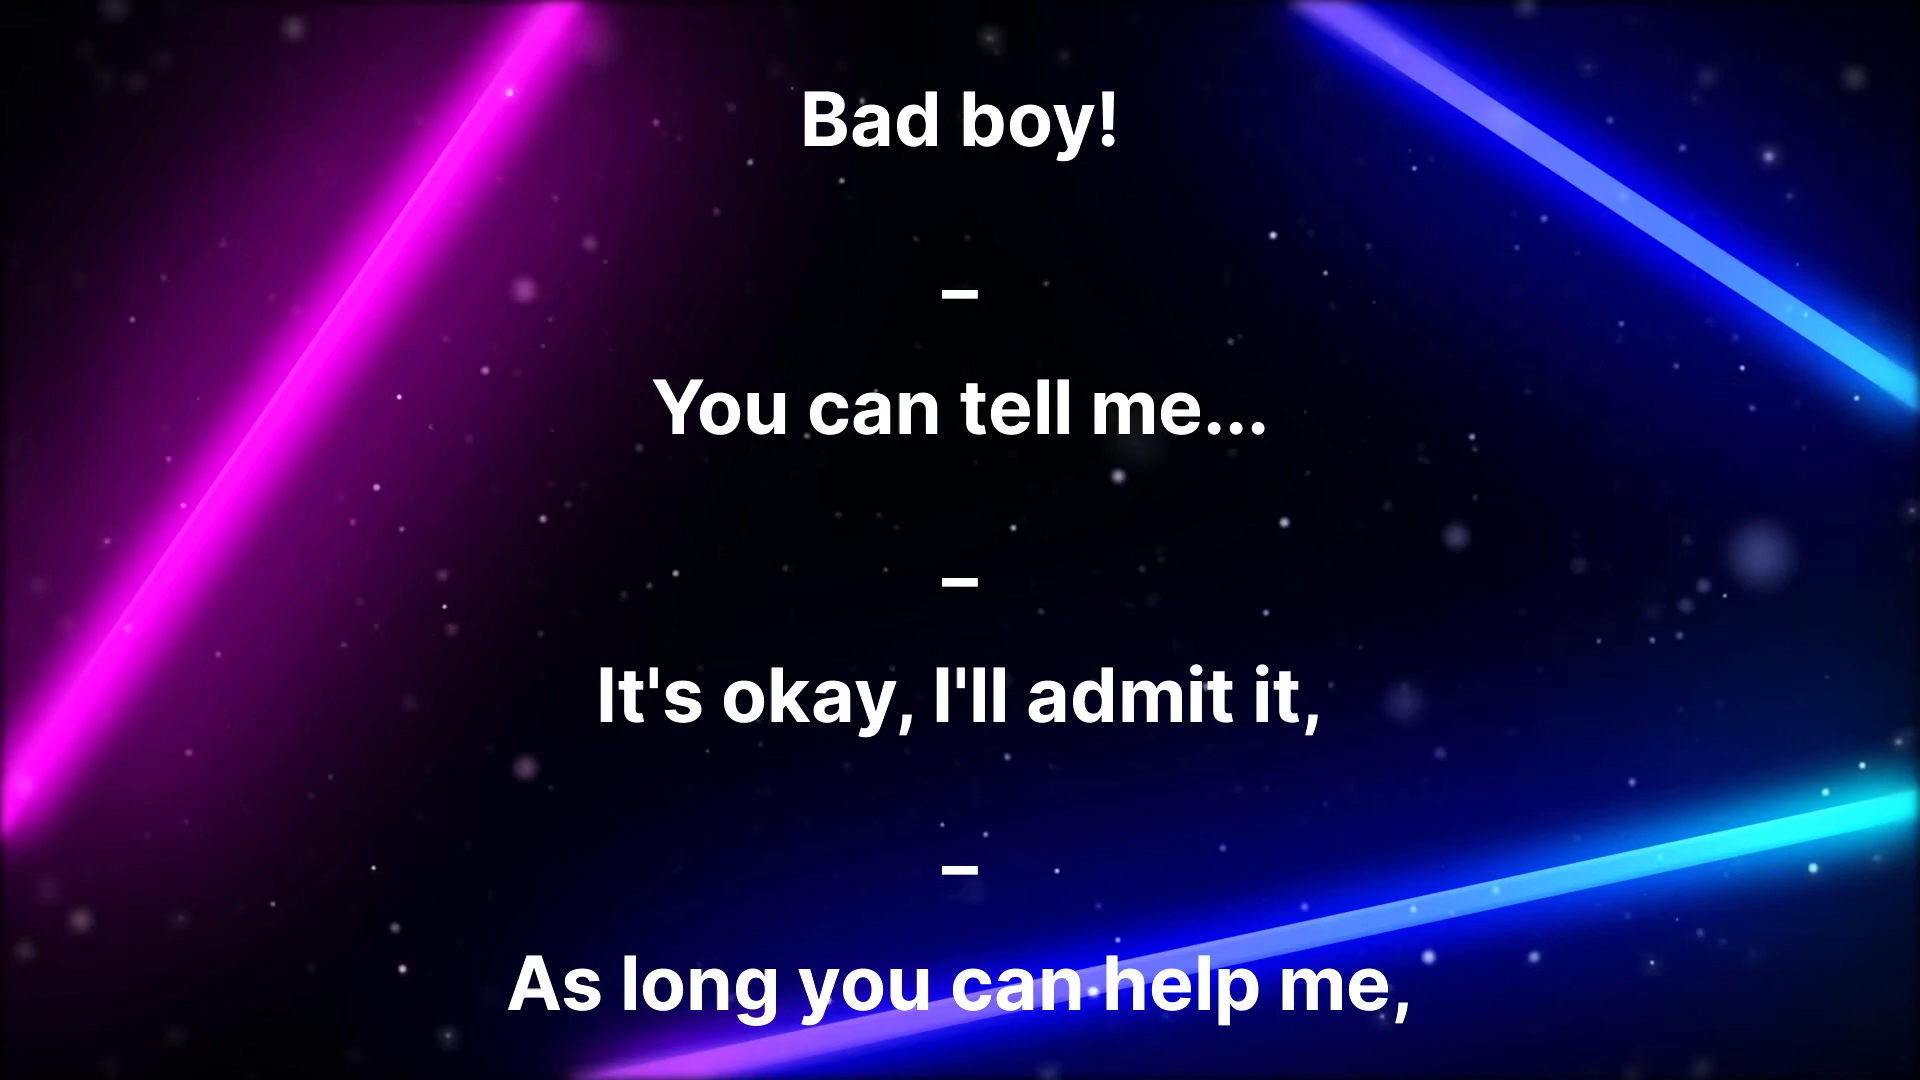 Bad boy!
–
You can tell me...
–
It's okay, I'll admit it,
–
As long you can help me,